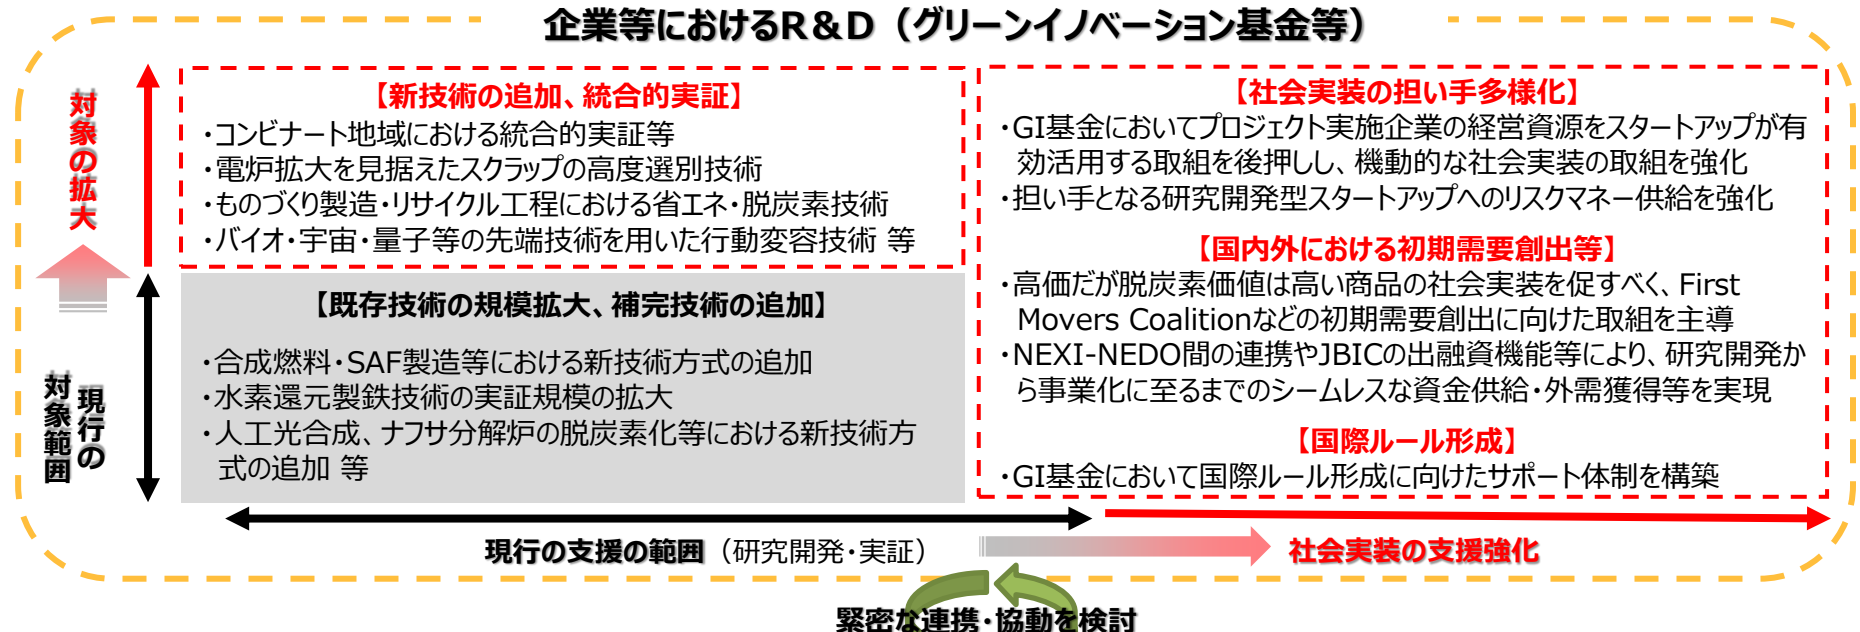 企業等におけるR&D（グリーンイノベーション基金等）
対象の拡大
【新技術の追加、統合的実証】
・コンビナート地域における統合的実証等
・電炉拡大を見据えたスクラップの高度選別技術
・ものづくり製造・リサイクル工程における省エネ・脱炭素技術
・バイオ・宇宙・量子等の先端技術を用いた行動変容技術 等
現行の
対象範囲
【既存技術の規模拡大、補完技術の追加】
・合成燃料・SAF製造等における新技術方式の追加
・水素還元製鉄技術の実証規模の拡大
・人工光合成、ナフサ分解炉の脱炭素化等における新技術方
式の追加 等
【社会実装の担い手多様化】
・GI基金においてプロジェクト実施企業の経営資源をスタートアップが有
効活用する取組を後押しし、機動的な社会実装の取組を強化
・担い手となる研究開発型スタートアップへのリスクマネー供給を強化
【国内外における初期需要創出等】
・高価だが脱炭素価値は高い商品の社会実装を促すべく、First
Movers Coalitionなどの初期需要創出に向けた取組を主導
・NEXI-NEDO間の連携やJBICの出融資機能等により、研究開発か
ら事業化に至るまでのシームレスな資金供給・外需獲得等を実現
【国際ルール形成】
・GI基金において国際ルール形成に向けたサポート体制を構築
現行の支援の範囲（研究開発・実証）
社会実装の支援強化
緊密な連携・協動を検討